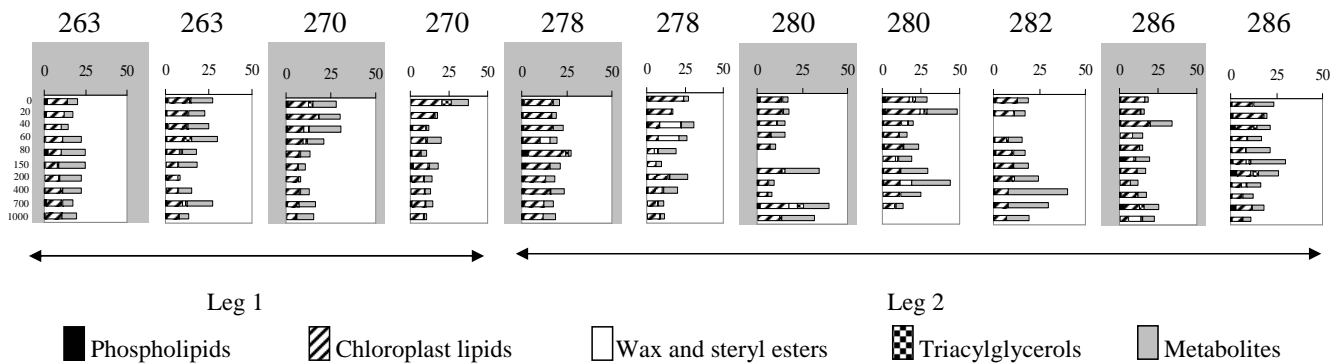 263 263 270 270 278 278 280 280 282 286 286
0 25 50 0 25 50 0 25 50 0 25 50 0 25 50 0 25 50 0 25 50 0 25 50 0 25 50 0 25 50 0 25 50
0
20
40
60
80
150
200
400
700
1000
Leg 1 Leg 2
Phospholipids Chloroplast lipids Wax and steryl esters Triacylglycerols Metabolites